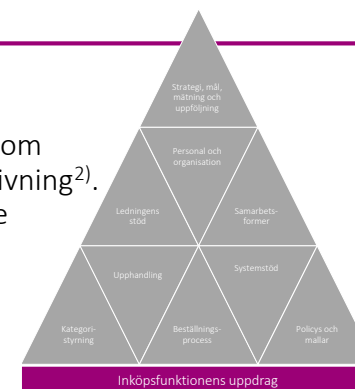 om
ivning2).
e
Strategi, mål,
mätning och
uppföljning
Personal och
organisation
Ledningens
stöd
Samarbets-
former
Upphandling
Systemstöd
Kategori-
styrning
Beställnings-
process
Policys och
mallar
Inköpsfunktionens uppdrag